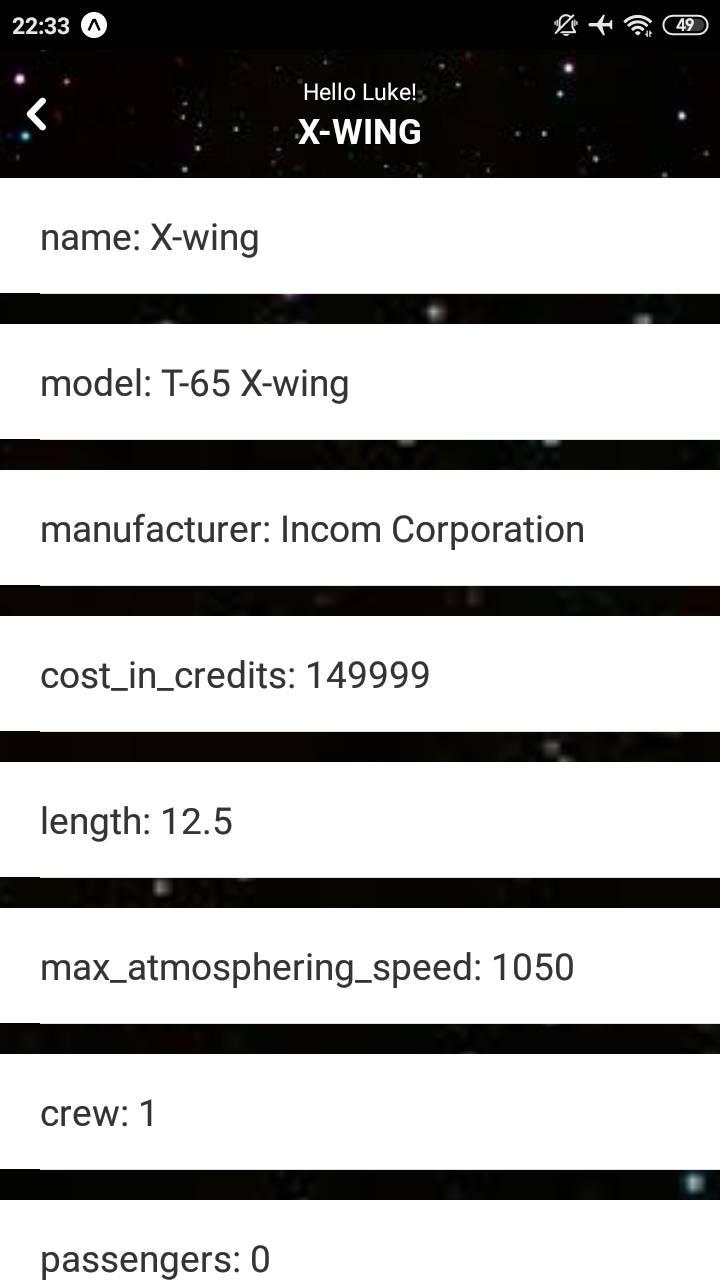 22:33
49
Hello Luke!
X-WING
name: X-wing
model: T-65 X-wing
manufacturer: Incom Corporation
cost_in_credits: 149999
length: 12.5
max_atmosphering_speed: 1050
crew: 1
passengers: 0